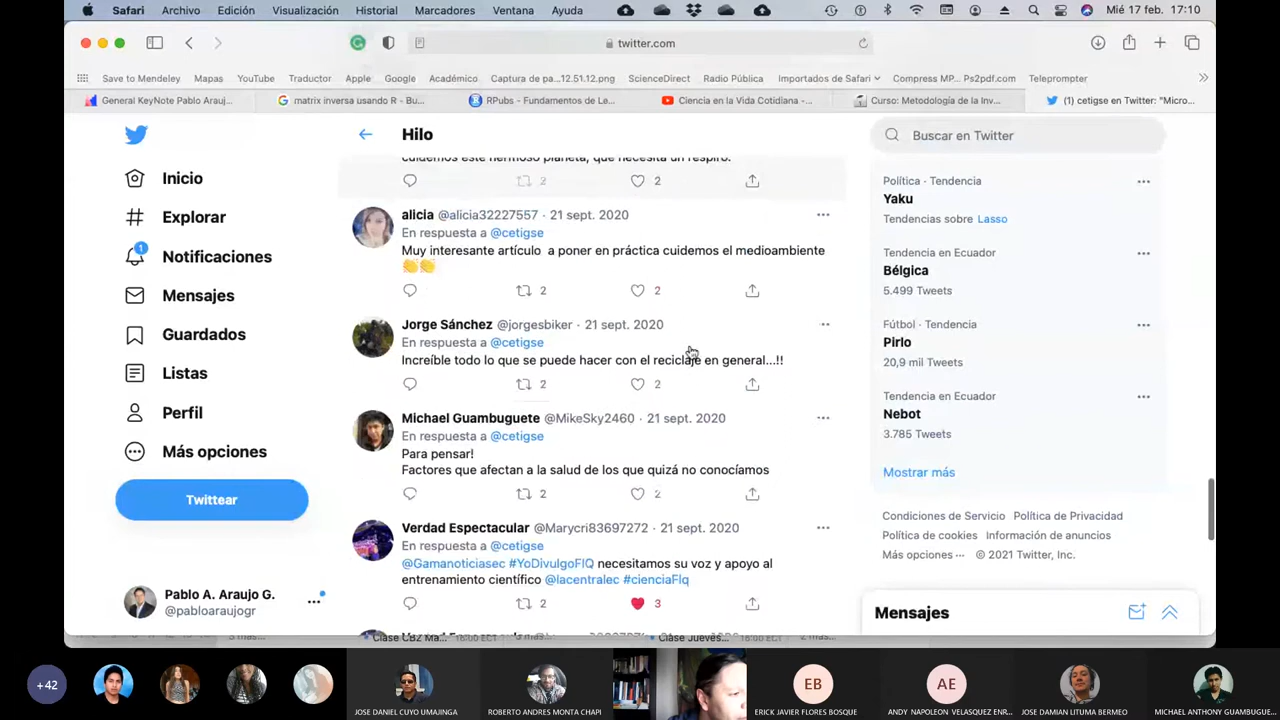 Safari Archivo Edición Visualización Historial Marcadores Ventana Ayuda Mié 17 feb. 17:10
twitter.com
Save to Mendeley Mapas YouTube Traductor Apple Google Académico Captura de pa...12.51.12.png ScienceDirect Radio Pública Importados de Safari Compress MP... Ps2pdf.com Teleprompter
General KeyNote Pablo Arauj... matrix inversa usando R - Bu... RPubs - Fundamentos de Le... Ciencia en la Vida Cotidiana -... Curso: Metodología de la Inv... (1) cetigse en Twitter: "Micro...
Hilo
Buscar en Twitter
Inicio
Explorar
1
Notificaciones
Mensajes
Guardados
Listas
Perfil
Más opciones
Twittear
Pablo A. Araujo G.
@pabloaraujogr
cuidemos este hermoso planeta, que necesita un respiro.
2 2
alicia @alicia32227557 · 21 sept. 2020
En respuesta a @cetigse
Muy interesante artículo a poner en práctica cuidemos el medioambiente
👏👏
2 2
Jorge Sánchez @jorgesbiker · 21 sept. 2020
En respuesta a @cetigse
Increíble todo lo que se puede hacer con el reciclaje en general...!!
2 2
Michael Guambuguete @MikeSky2460 · 21 sept. 2020
En respuesta a @cetigse
Para pensar!
Factores que afectan a la salud de los que quizá no conocíamos
2 2
Verdad Espectacular @Marycri83697272 · 21 sept. 2020
En respuesta a @cetigse
@Gamanoticiasec #YoDivulgoFIQ necesitamos su voz y apoyo al
entrenamiento científico @lacentralec #cienciaFIq
2 3
Política · Tendencia
Yaku
Tendencias sobre Lasso
Tendencia en Ecuador
Bélgica
5.499 Tweets
Fútbol · Tendencia
Pirlo
20,9 mil Tweets
Tendencia en Ecuador
Nebot
3.785 Tweets
Mostrar más
Condiciones de Servicio Política de Privacidad
Política de cookies Información de anuncios
Más opciones ··· © 2021 Twitter, Inc.
Mensajes
+42
JOSE DANIEL CUYO UMAJINGA
ROBERTO ANDRES MONTA CHAPI
EB
ERICK JAVIER FLORES BOSQUE
AE
ANDY NAPOLEON VELASQUEZ ENR...
JOSE DAMIAN LITUMA BERMEO
MICHAEL ANTHONY GUAMBUGUE...